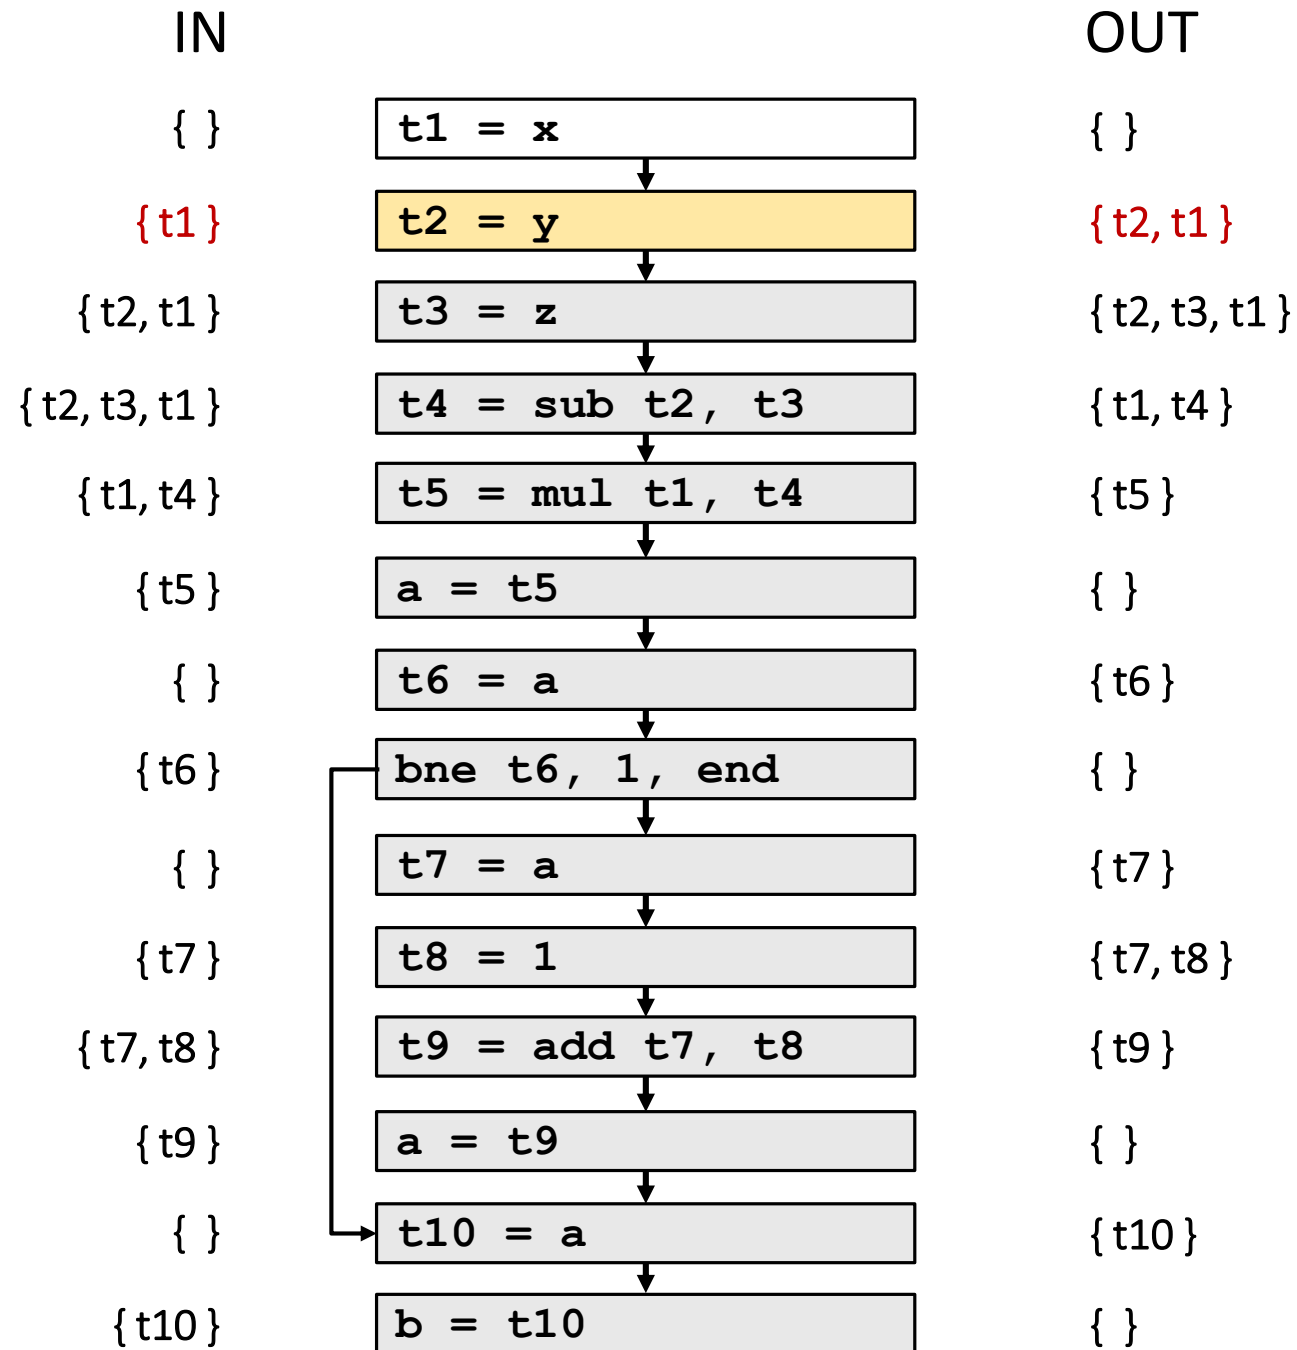 IN OUT
{ } t1 = x { }
{ t1 } t2 = y { t2, t1 }
{ t2, t1 } t3 = z { t2, t3, t1 }
{ t2, t3, t1 } t4 = sub t2, t3 { t1, t4 }
{ t1, t4 } t5 = mul t1, t4 { t5 }
{ t5 } a = t5 { }
{ } t6 = a { t6 }
{ t6 } bne t6, 1, end { }
{ } t7 = a { t7 }
{ t7 } t8 = 1 { t7, t8 }
{ t7, t8 } t9 = add t7, t8 { t9 }
{ t9 } a = t9 { }
{ } t10 = a { t10 }
{ t10 } b = t10 { }